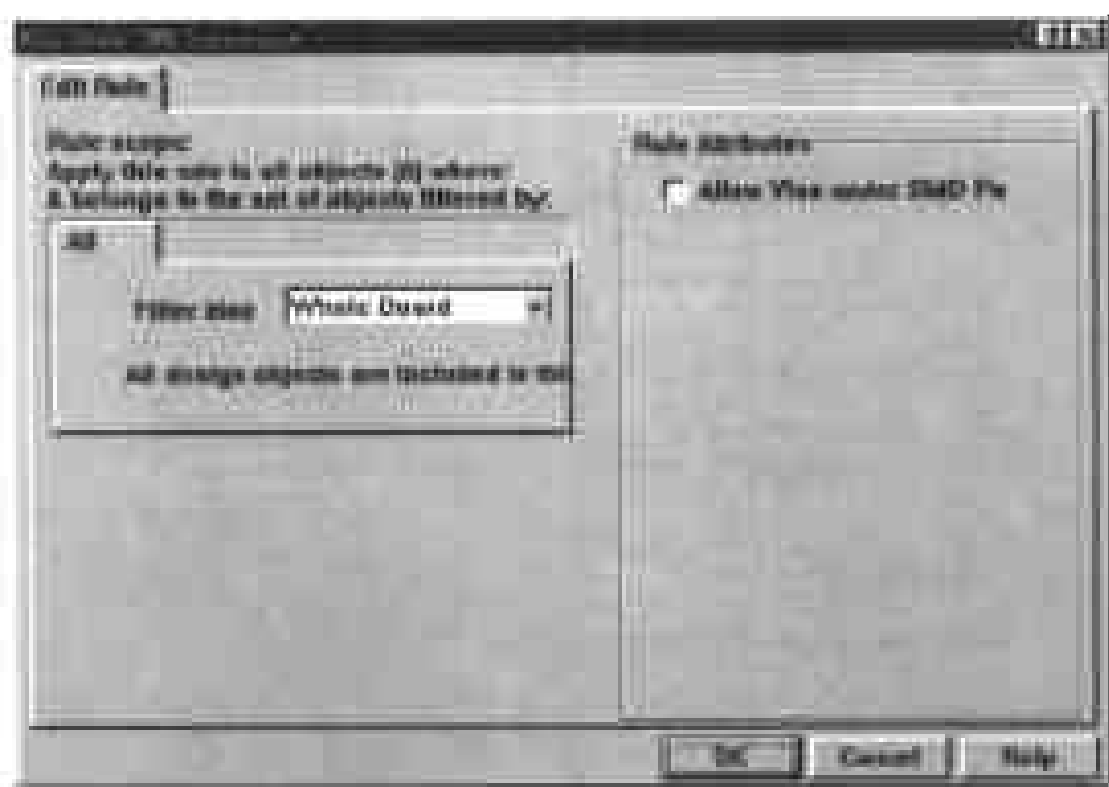 Edit Rule
Rule scope:
Apply this rule to all objects (A) where
A belongs to the set of objects filtered by:
All
Filter kind
Whole Board
All design objects are included in
Rule Attributes
Allow Vias under SMD
OK
Cancel
Help